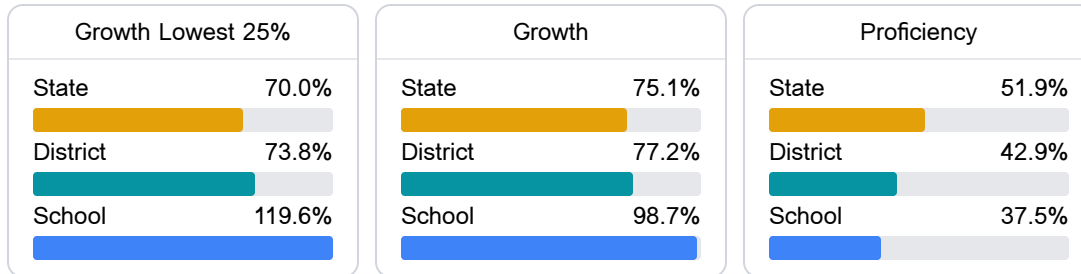 Growth Lowest 25%
State 70.0%
District 73.8%
School 119.6%
Growth
State 75.1%
District 77.2%
School 98.7%
Proficiency
State 51.9%
District 42.9%
School 37.5%